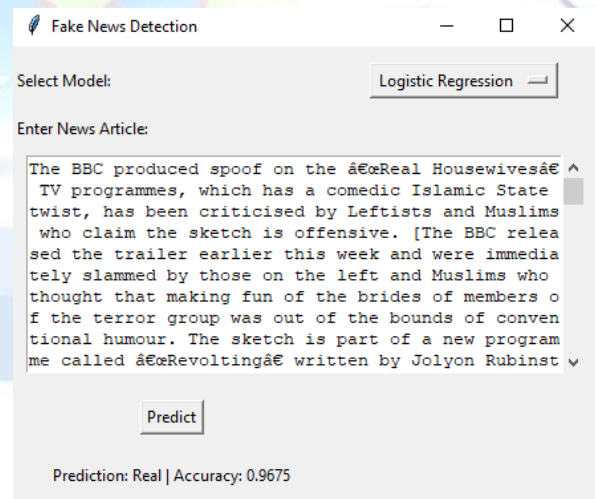 Fake News Detection
Select Model:
Logistic Regression
Enter News Article:
The BBC produced spoof on the â€œReal Housewivesâ€
TV programmes, which has a comedic Islamic State
twist, has been criticised by Leftists and Muslims
who claim the sketch is offensive. [The BBC relea
sed the trailer earlier this week and were immedia
tely slammed by those on the left and Muslims who
thought that making fun of the brides of members o
f the terror group was out of the bounds of conven
tional humour. The sketch is part of a new program
me called â€œRevoltingâ€ written by Jolyon Rubinst
Predict
Prediction: Real | Accuracy: 0.9675